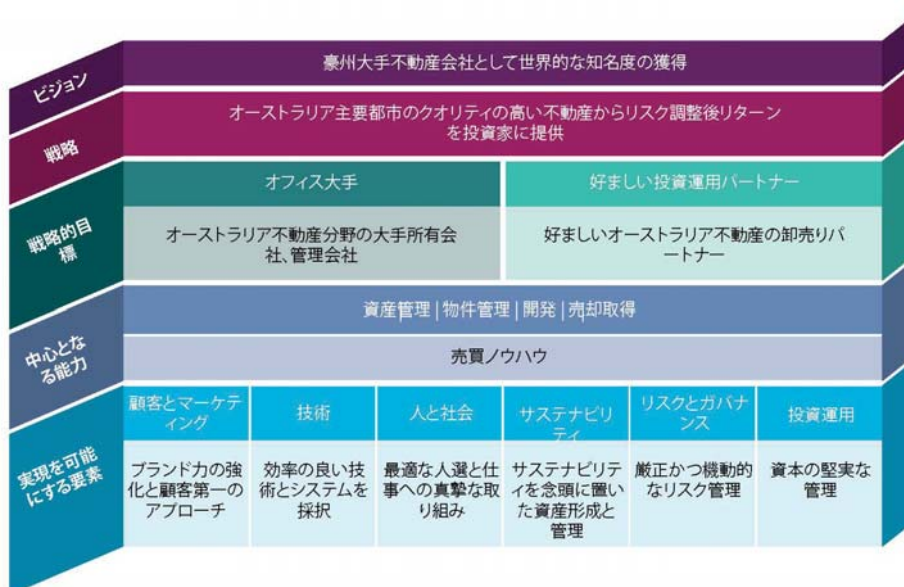 ビジョン
豪州大手不動産会社として世界的な知名度の獲得
戦略
オーストラリア主要都市のクオリティの高い不動産からリスク調整後リターン
を投資家に提供
戦略的目
標
オフィス大手
好ましい投資運用パートナー
オーストラリア不動産分野の大手所有会
社、管理会社
好ましいオーストラリア不動産の卸売りパ
ートナー
中心とな
る能力
資産管理 | 物件管理 | 開発 | 売却取得
売買ノウハウ
実現を可能
にする要素
顧客とマーケテ
ィング
技術
人と社会
サステナビリ
ティ
リスクとガバナ
ンス
投資運用
ブランド力の強
化と顧客第一の
アプローチ
効率の良い技
術とシステムを
採択
最適な人選と仕
事への真摯な取
り組み
サステナビリテ
ィを念頭に置い
た資産形成と
管理
厳正かつ機動的
なリスク管理
資本の堅実な
管理